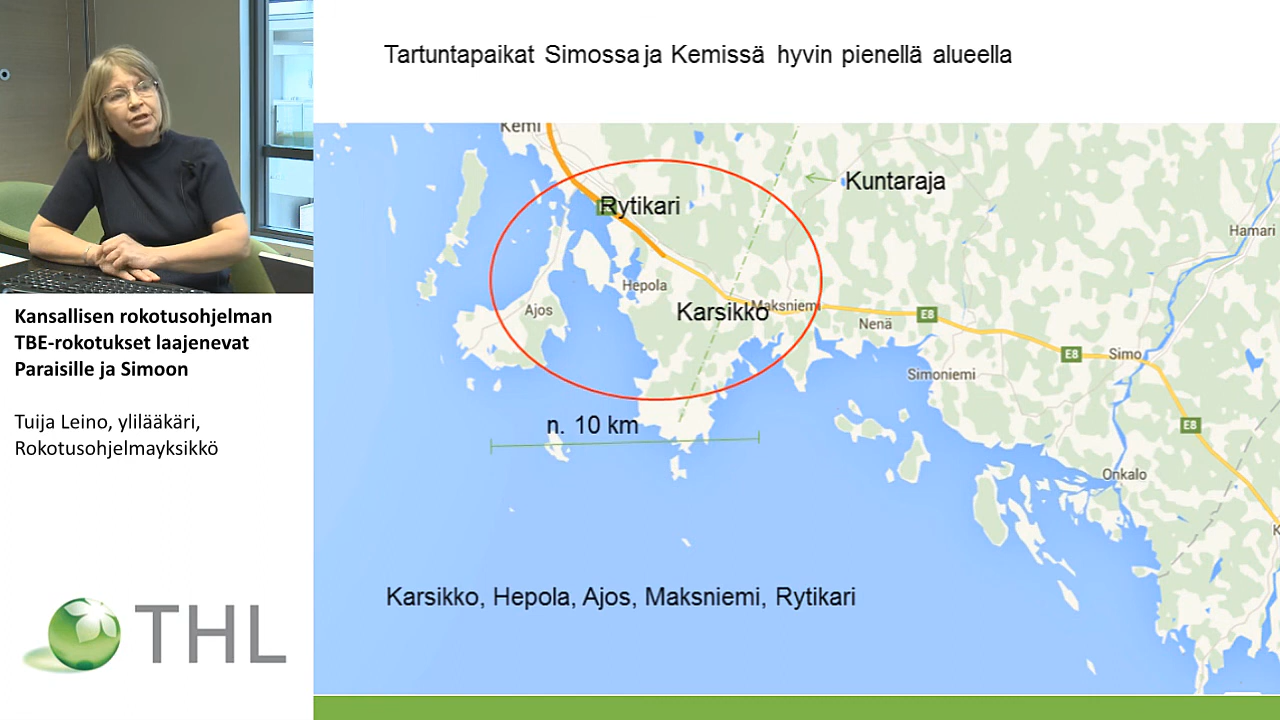 Tartuntapaikat Simossa ja Kemissä hyvin pienellä alueella
Kemi
Kuntaraja
Rytikari
Hamari
Hepola
Ajos
Karsikko
Maksniemi
Nenä
E8
E8
Simo
Simoniemi
n. 10 km
E8
Onkalo
K
Karsikko, Hepola, Ajos, Maksniemi, Rytikari
Kansallisen rokotusohjelman
TBE-rokotukset laajenevat
Paraisille ja Simoon
Tuija Leino, ylilääkäri,
Rokotusohjelmayksikkö
THL